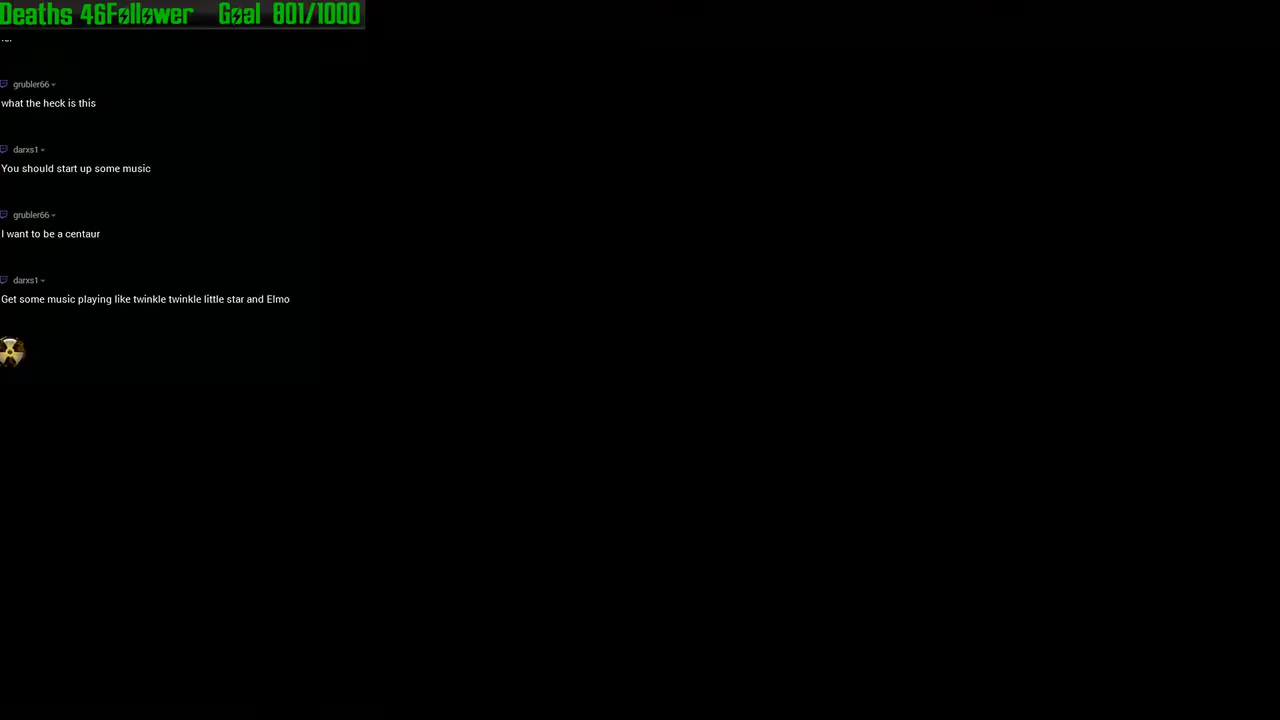 Deaths 46Follower Goal 801/1000
grubler66
what the heck is this
darxs1
You should start up some music
grubler66
I want to be a centaur
darxs1
Get some music playing like twinkle twinkle little star and Elmo